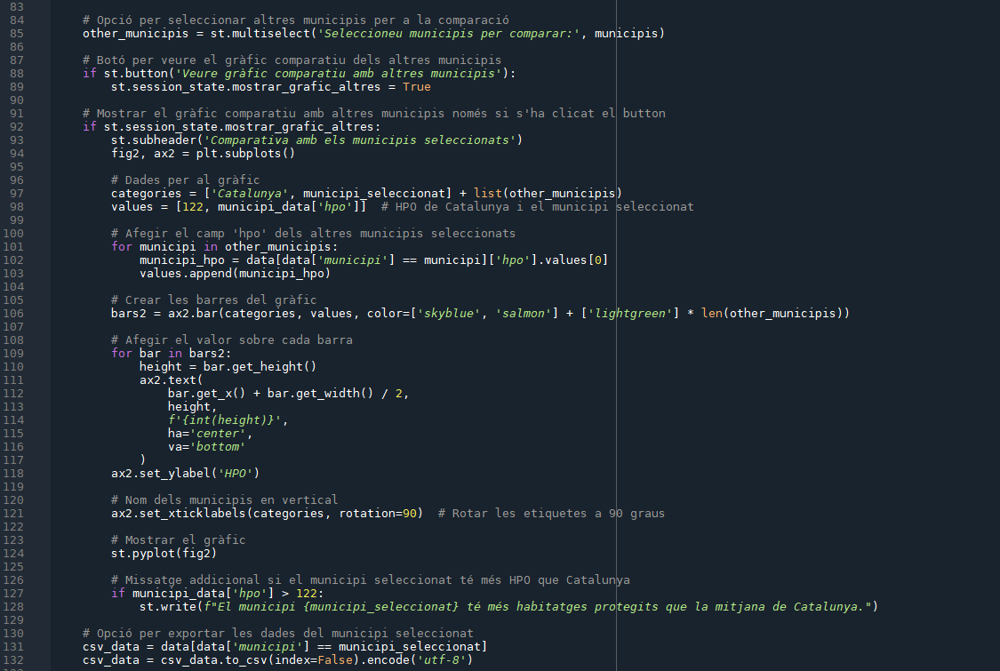 83
84 # Opció per seleccionar altres municipis per a la comparació
85 other_municipis = st.multiselect('Seleccioneu municipis per comparar:', municipis)
86
87 # Botó per veure el gràfic comparatiu dels altres municipis
88 if st.button('Veure gràfic comparatiu amb altres municipis'):
89 st.session_state.mostrar_grafic_altres = True
90
91 # Mostrar el gràfic comparatiu amb altres municipis només si s'ha clicat el button
92 if st.session_state.mostrar_grafic_altres:
93 st.subheader('Comparativa amb els municipis seleccionats')
94 fig2, ax2 = plt.subplots()
95
96 # Dades per al gràfic
97 categories = ['Catalunya', municipi_seleccionat] + list(other_municipis)
98 values = [122, municipi_data['hpo']]  # HPO de Catalunya i el municipi seleccionat
99
100 # Afegir el camp 'hpo' dels altres municipis seleccionats
101 for municipi in other_municipis:
102 municipi_hpo = data[data['municipi'] == municipi]['hpo'].values[0]
103 values.append(municipi_hpo)
104
105 # Crear les barres del gràfic
106 bars2 = ax2.bar(categories, values, color=['skyblue', 'salmon'] + ['lightgreen'] * len(other_municipis))
107
108 # Afegir el valor sobre cada barra
109 for bar in bars2:
110 height = bar.get_height()
111 ax2.text(
112 bar.get_x() + bar.get_width() / 2,
113 height,
114 f'{int(height)}',
115 ha='center',
116 va='bottom'
117 )
118 ax2.set_ylabel('HPO')
119
120 # Nom dels municipis en vertical
121 ax2.set_xticklabels(categories, rotation=90)  # Rotar les etiquetes a 90 graus
122
123 # Mostrar el gràfic
124 st.pyplot(fig2)
125
126 # Missatge addicional si el municipi seleccionat té més HPO que Catalunya
127 if municipi_data['hpo'] > 122:
128 st.write(f"El municipi {municipi_seleccionat} té més habitatges protegits que la mitjana de Catalunya.")
129
130 # Opció per exportar les dades del municipi seleccionat
131 csv_data = data[data['municipi'] == municipi_seleccionat]
132 csv_data = csv_data.to_csv(index=False).encode('utf-8')